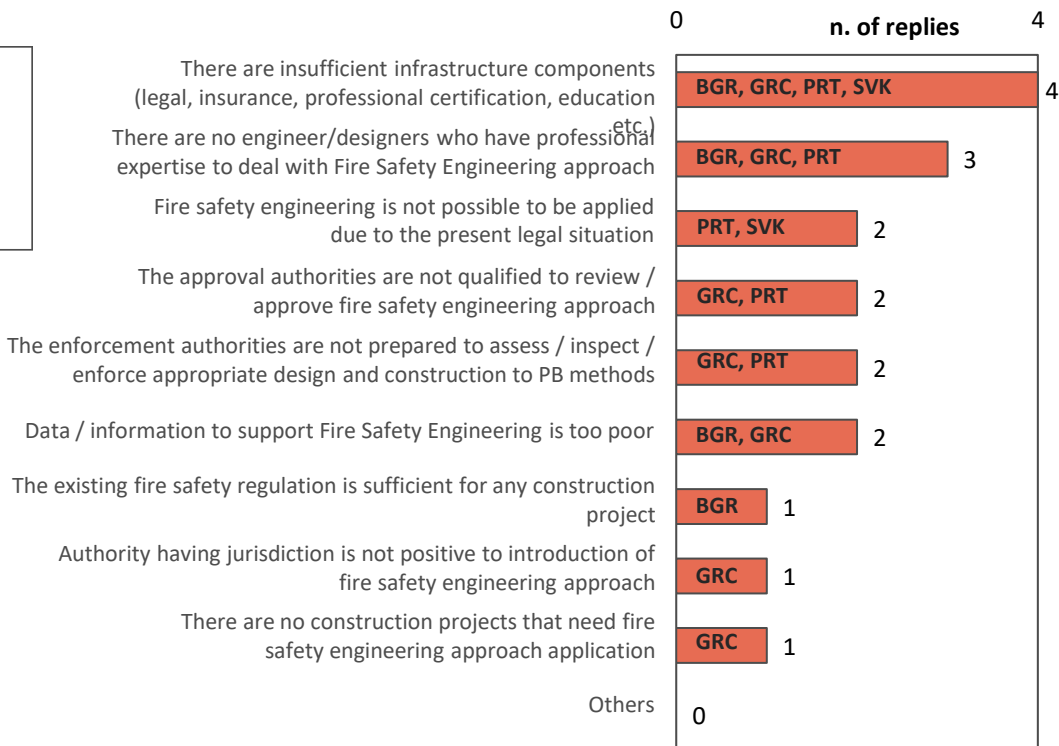 0
4
n. of replies
There are insufficient infrastructure components
(legal, insurance, professional certification, education
etc.)
BGR, GRC, PRT, SVK
4
There are no engineer/designers who have professional
expertise to deal with Fire Safety Engineering approach
BGR, GRC, PRT
3
Fire safety engineering is not possible to be applied
due to the present legal situation
PRT, SVK
2
The approval authorities are not qualified to review /
approve fire safety engineering approach
GRC, PRT
2
The enforcement authorities are not prepared to assess / inspect /
enforce appropriate design and construction to PB methods
GRC, PRT
2
Data / information to support Fire Safety Engineering is too poor
BGR, GRC
2
The existing fire safety regulation is sufficient for any construction
project
BGR
1
Authority having jurisdiction is not positive to introduction of
fire safety engineering approach
GRC
1
There are no construction projects that need fire
safety engineering approach application
GRC
1
Others
0